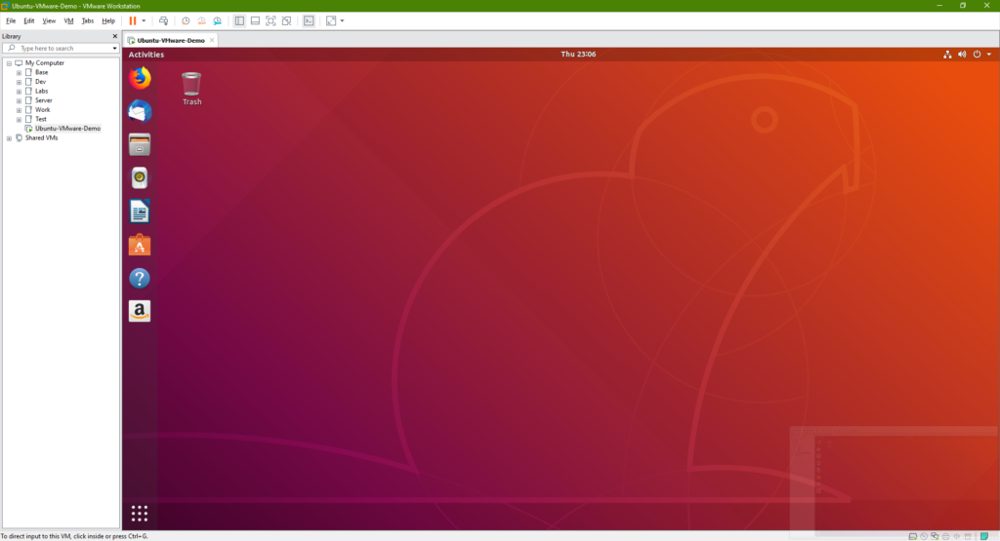 Ubuntu-VMware-Demo - VMware Workstation
File Edit View VM Tabs Help
Library
Type here to search
My Computer
Base
Dev
Labs
Server
Work
Test
Ubuntu-VMware-Demo
Shared VMs
Ubuntu-VMware-Demo
Activities
Thu 23:06
Trash
a
To direct input to this VM, click inside or press Ctrl+G.